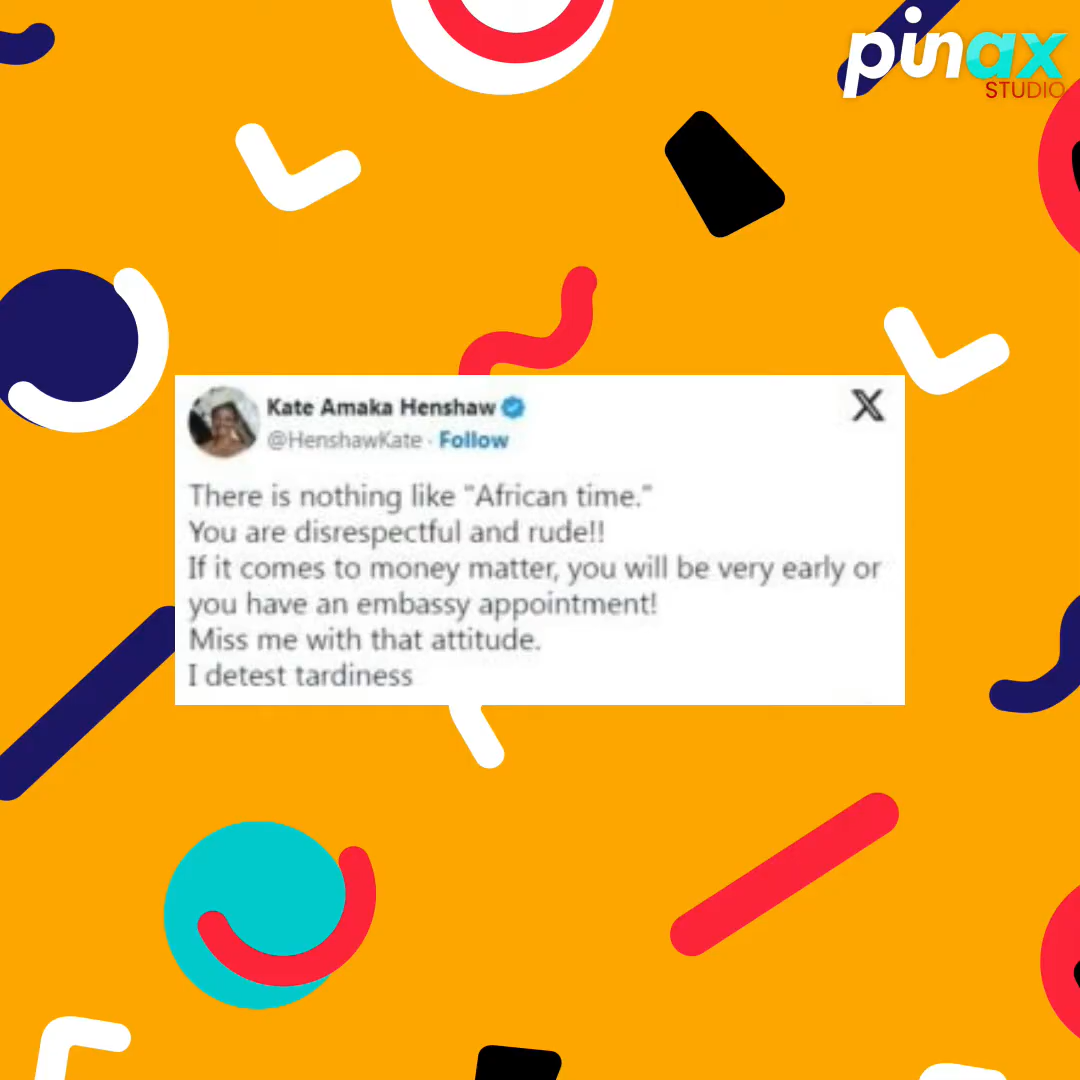 pinax
STUDIO
Kate Amaka Henshaw
@HenshawKate · Follow
There is nothing like "African time."
You are disrespectful and rude!!
If it comes to money matter, you will be very early or
you have an embassy appointment!
Miss me with that attitude.
I detest tardiness